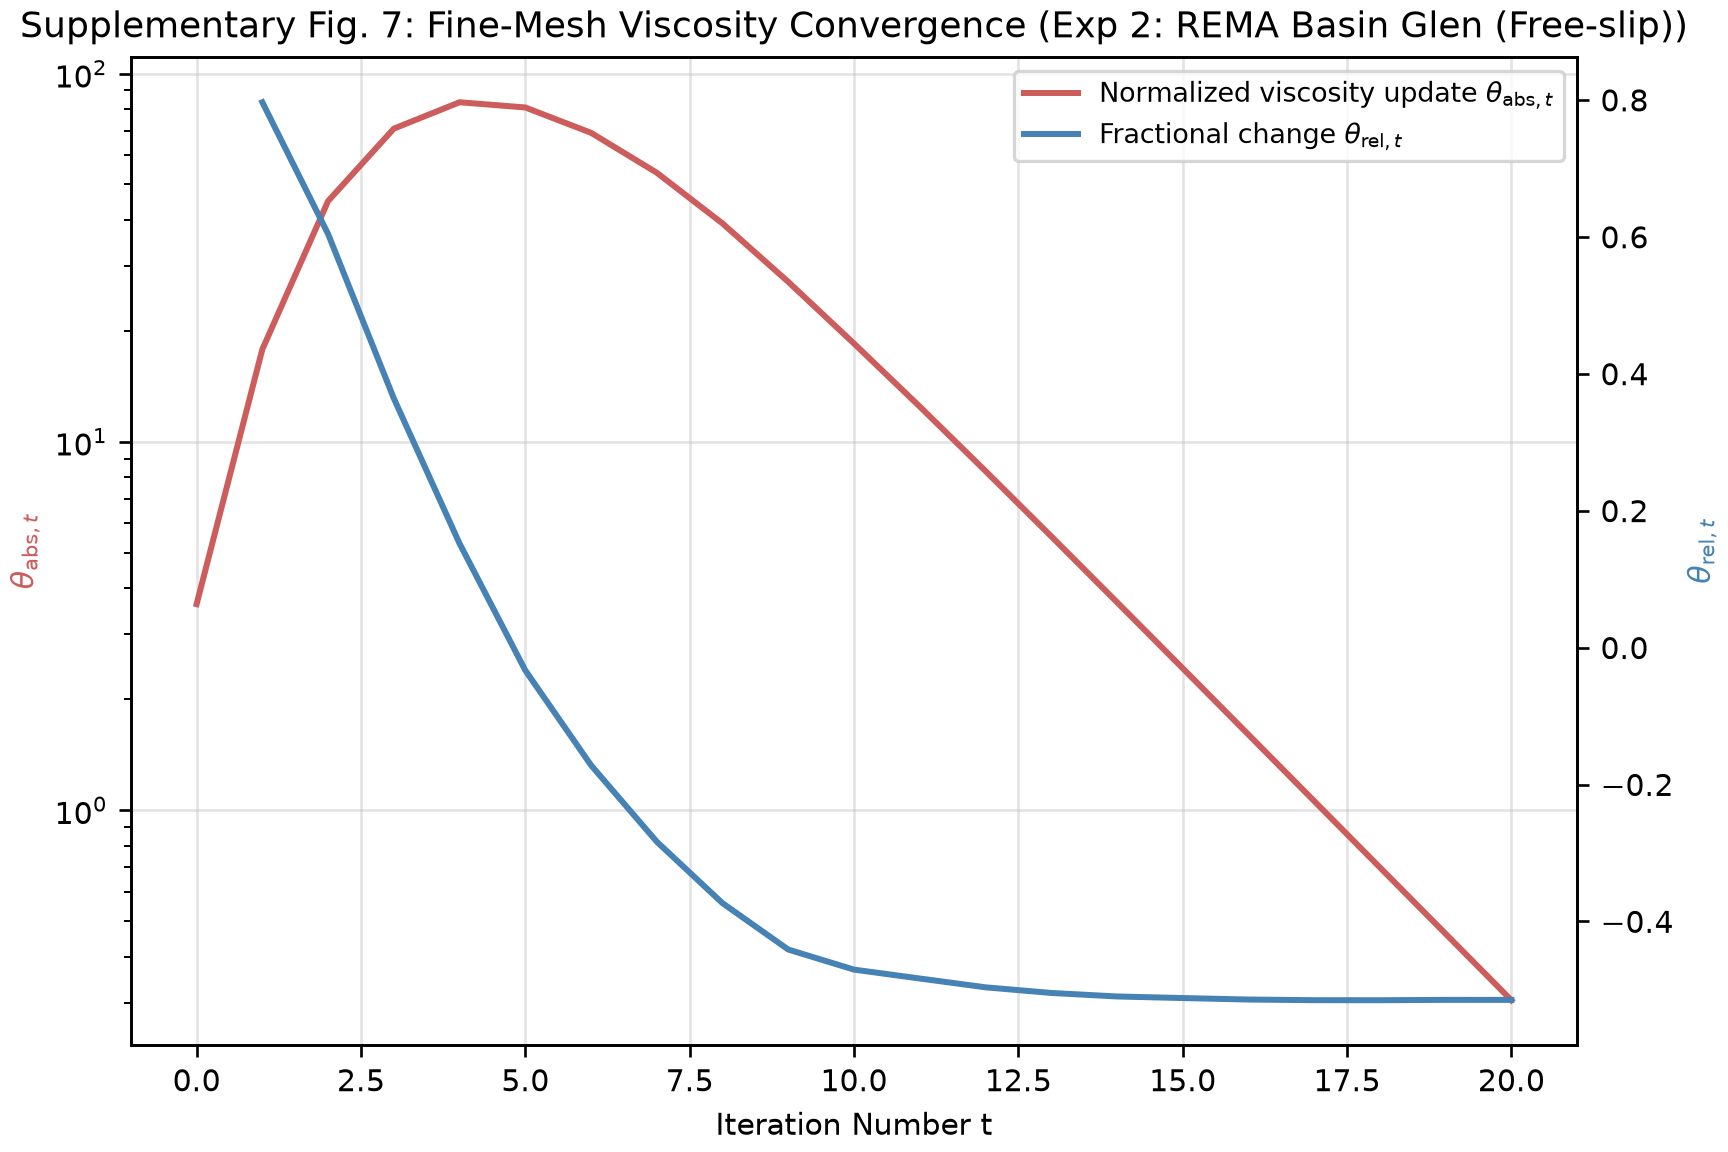 Supplementary Fig. 7: Fine-Mesh Viscosity Convergence (Exp 2: REMA Basin Glen (Free-slip))
Normalized viscosity update θabs, t
Fractional change θrel, t
10²
10¹
10⁰
θabs, t
0.8
0.6
0.4
0.2
0.0
−0.2
−0.4
θrel, t
0.0 2.5 5.0 7.5 10.0 12.5 15.0 17.5 20.0
Iteration Number t